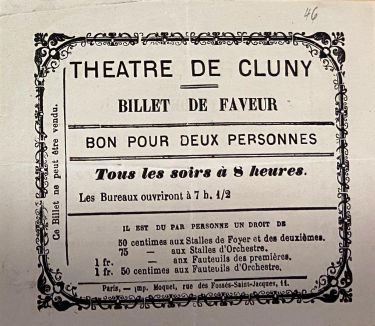 46
THEATRE DE CLUNY
BILLET DE FAVEUR
BON POUR DEUX PERSONNES
Tous les soirs à 8 heures.
Les Bureaux ouvriront à 7 h. 1/2
IL EST DU PAR PERSONNE UN DROIT DE
50 centimes aux Stalles de Foyer et des deuxièmes.
75 — aux Stalles d'Orchestre.
1 fr. — aux Fauteuils des premières.
1 fr. 50 centimes aux Fauteuils d'Orchestre.
Paris, — imp. Moquet, rue des Fossés-Saint-Jacques, 11.
Ce Billet ne peut être vendu.